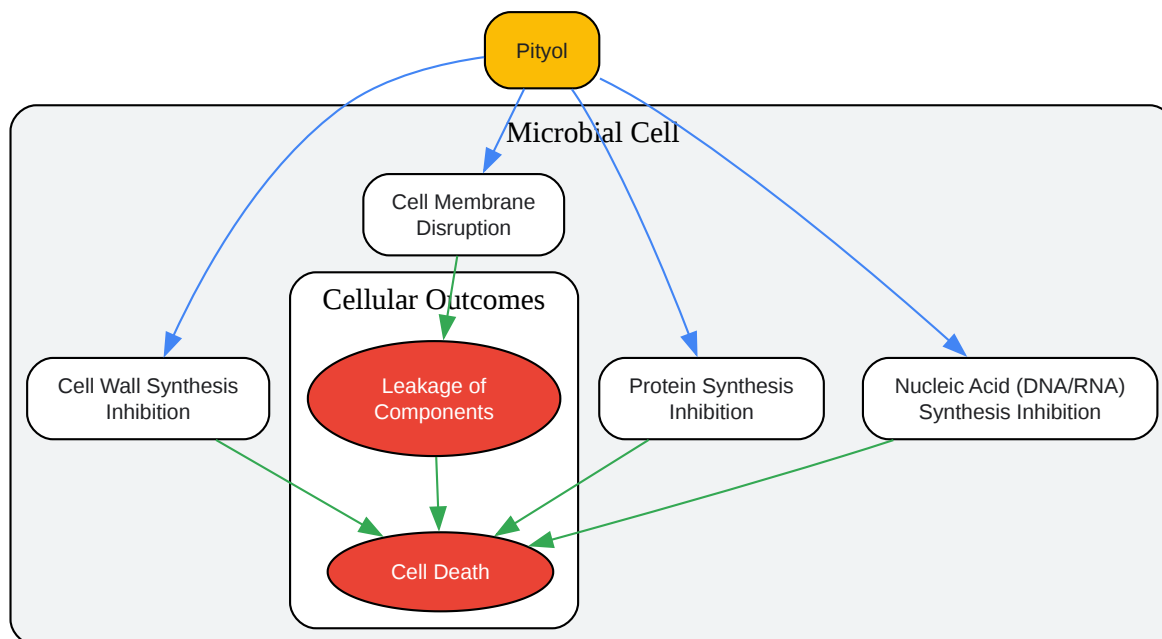 Pityol
Microbial Cell
Cell Membrane
Disruption
Cellular Outcomes
Cell Wall Synthesis
Inhibition
Leakage of
Components
Protein Synthesis
Inhibition
Nucleic Acid (DNA/RNA)
Synthesis Inhibition
Cell Death